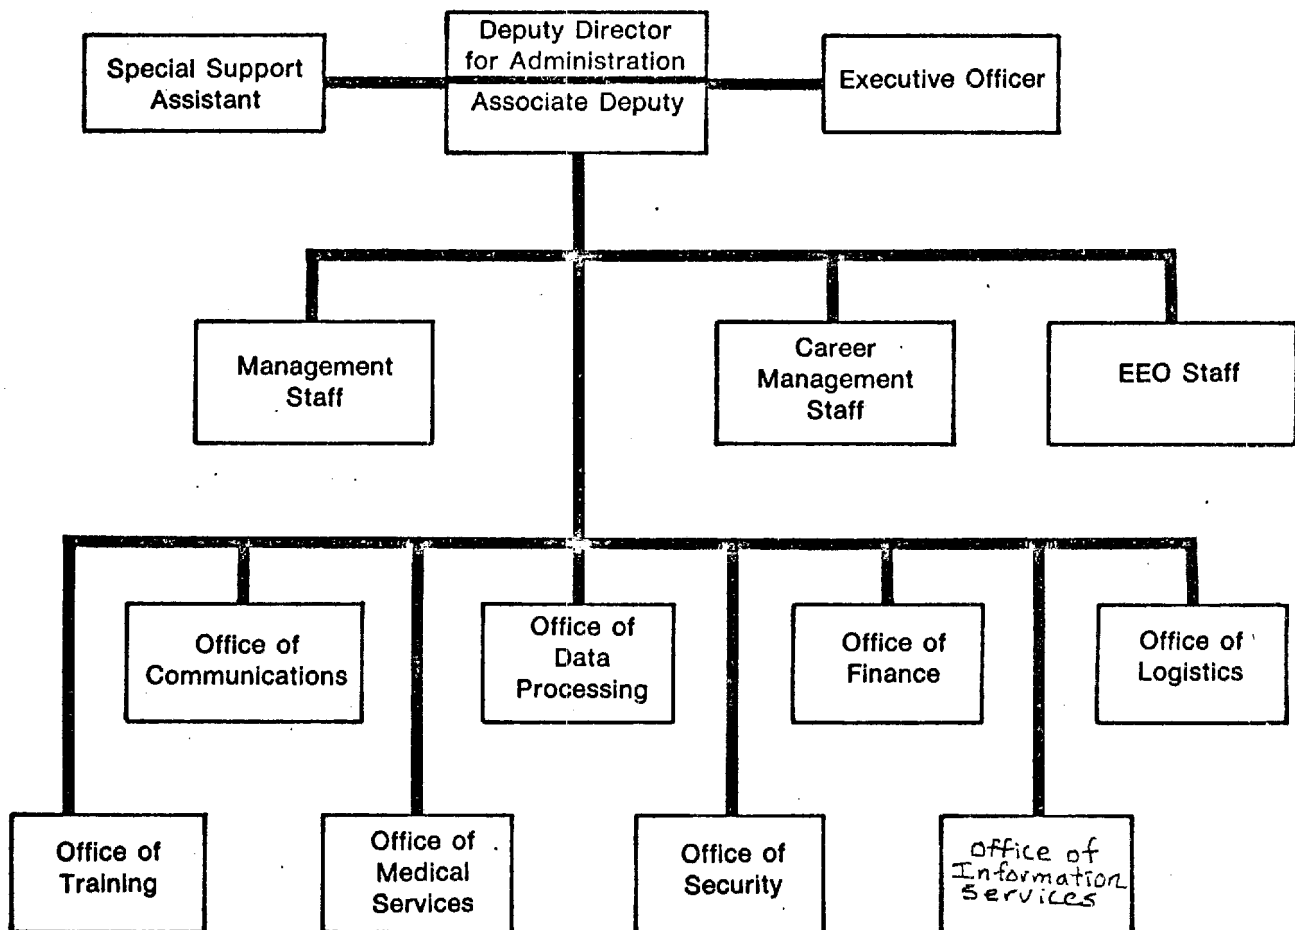 Deputy Director
for Administration
Associate Deputy
Special Support
Assistant
Executive Officer
Management
Staff
Career
Management
Staff
EEO Staff
Office of
Communications
Office of
Data
Processing
Office of
Finance
Office of
Logistics
Office of
Training
Office of
Medical
Services
Office of
Security
Office of
Information
Services